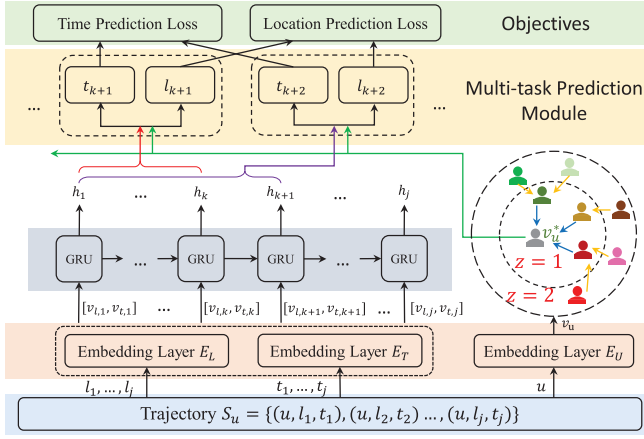 Time Prediction Loss
Location Prediction Loss
Objectives
t_{k+1}
l_{k+1}
t_{k+2}
l_{k+2}
...
...
Multi-task Prediction
Module
h_1
...
h_k
h_{k+1}
...
h_j
GRU
...
GRU
GRU
...
GRU
v_u^*
z = 1
z = 2
[v_{l,1}, v_{t,1}]
...
[v_{l,k}, v_{t,k}]
[v_{l,k+1}, v_{t,k+1}]
...
[v_{l,j}, v_{t,j}]
v_u
Embedding Layer E_L
Embedding Layer E_T
Embedding Layer E_U
l_1, ..., l_j
t_1, ..., t_j
u
Trajectory S_u = {(u, l_1, t_1), (u, l_2, t_2) ..., (u, l_j, t_j)}